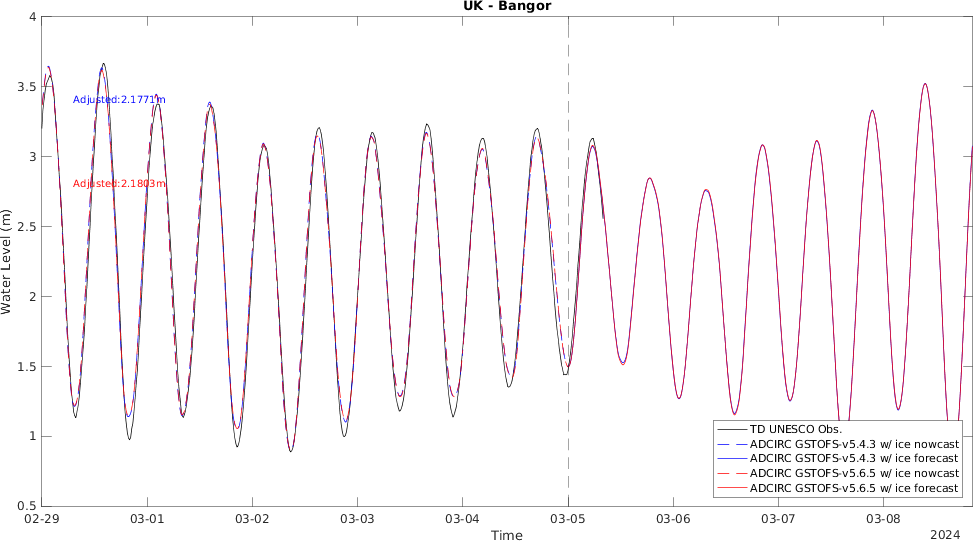 UK - Bangor
4
3.5
3
2.5
2
1.5
1
0.5
Water Level (m)
Adjusted:2.1771m
Adjusted:2.1803m
TD UNESCO Obs.
ADCIRC GSTOFS-v5.4.3 w/ ice nowcast
ADCIRC GSTOFS-v5.4.3 w/ ice forecast
ADCIRC GSTOFS-v5.6.5 w/ ice nowcast
ADCIRC GSTOFS-v5.6.5 w/ ice forecast
02-29 03-01 03-02 03-03 03-04 03-05 03-06 03-07 03-08
Time
2024